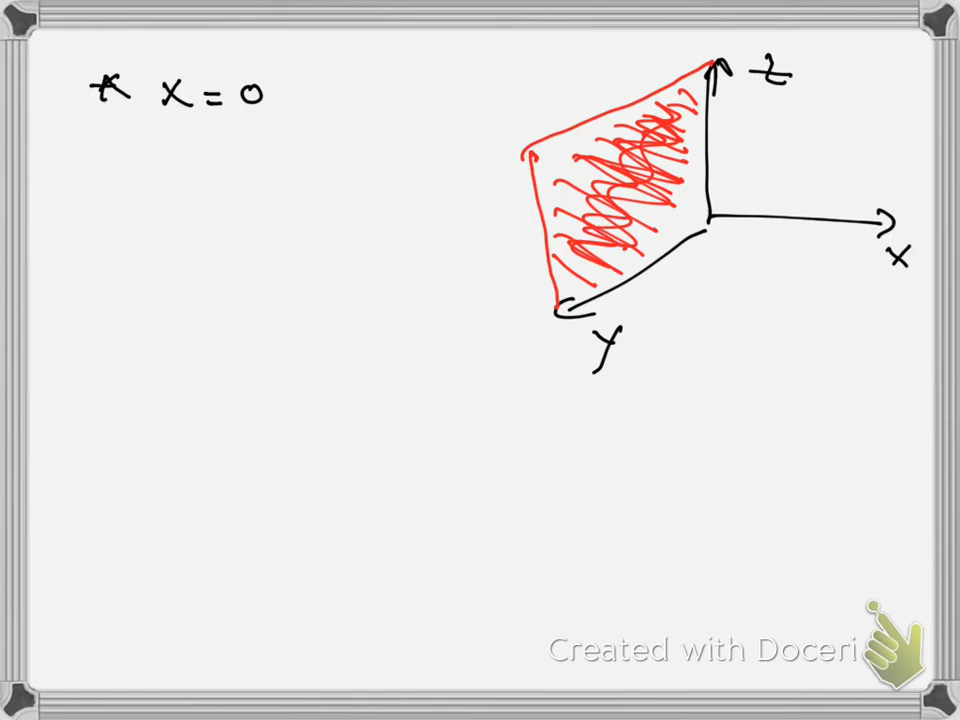 * X = 0
Z
X
Y
Created with Doceri